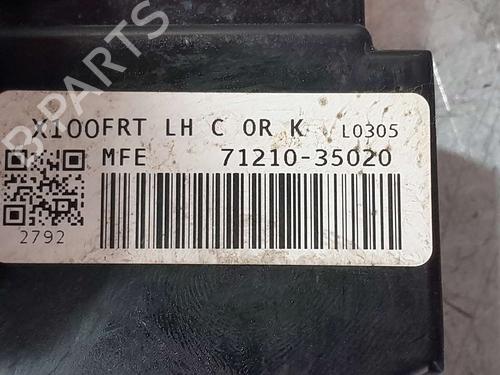 X100FRT LH C OR K L0305
MFE 71210-35020
2792
B-PARTS